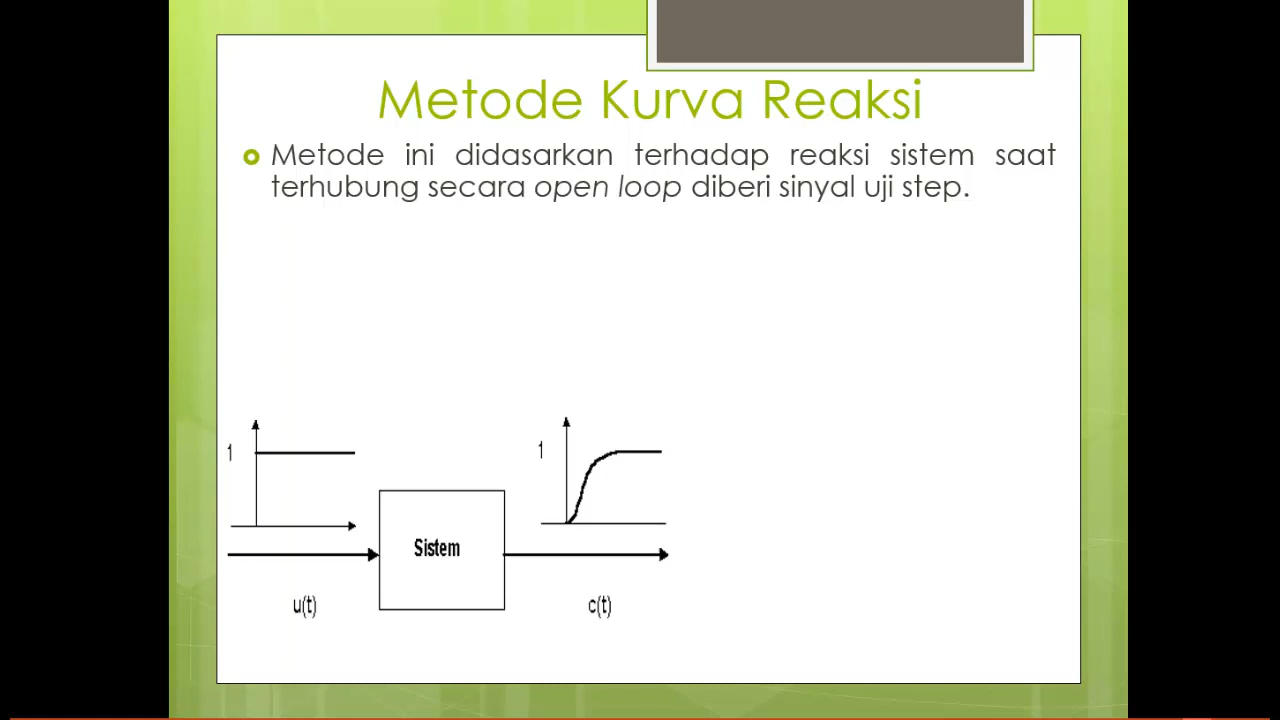 Metode Kurva Reaksi
Metode ini didasarkan terhadap reaksi sistem saat
terhubung secara open loop diberi sinyal uji step.
1
1
Sistem
u(t)
c(t)